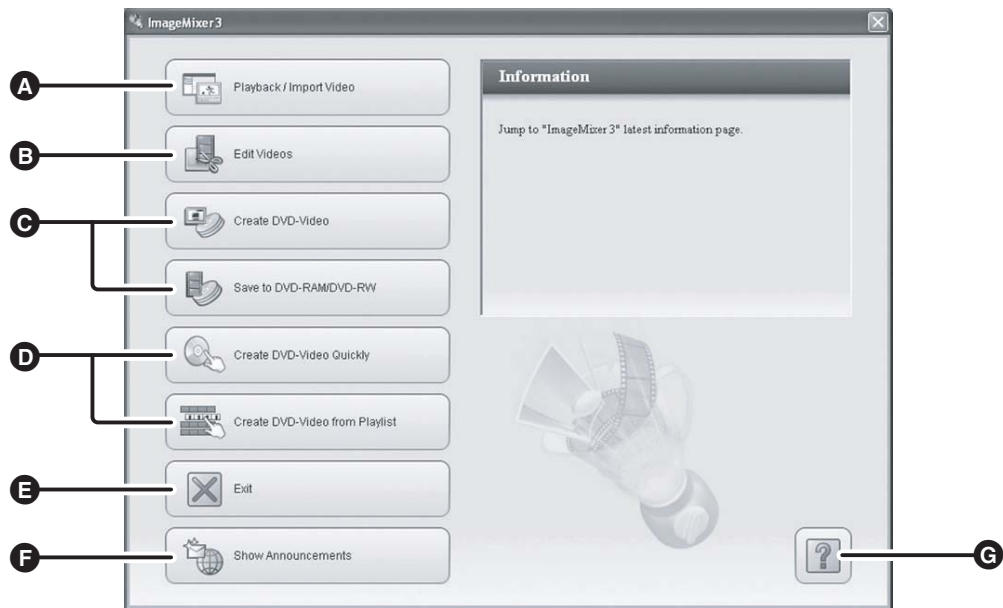 ImageMixer3
A
Playback / Import Video
B
Edit Videos
C
Create DVD-Video
Save to DVD-RAM/DVD-RW
D
Create DVD-Video Quickly
Create DVD-Video from Playlist
E
Exit
F
Show Announcements
Information
Jump to "ImageMixer 3" latest information page.
?
G